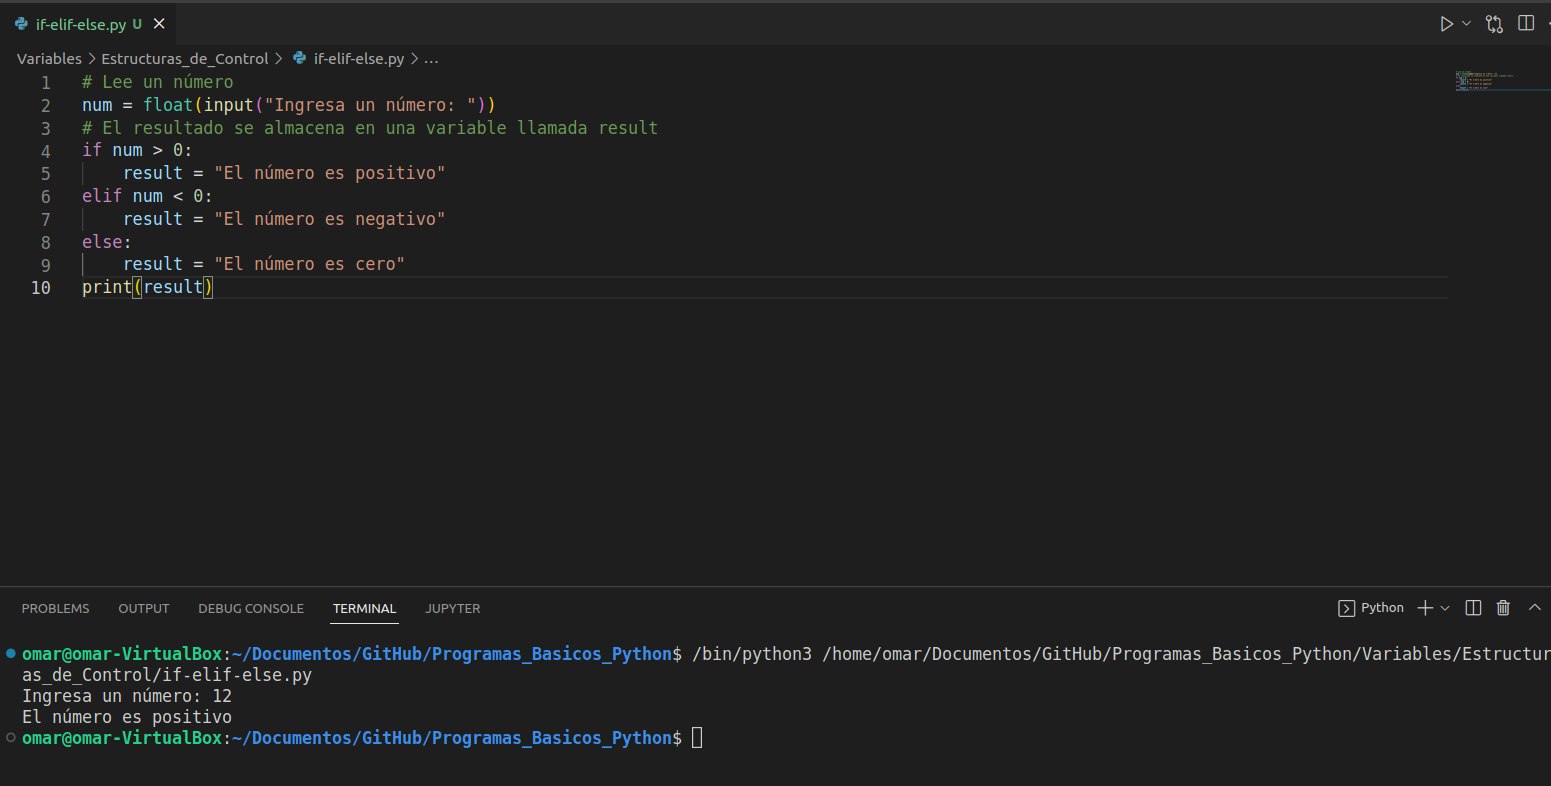 if-elif-else.py U
Variables > Estructuras_de_Control > if-elif-else.py > ...
1 # Lee un número
2 num = float(input("Ingresa un número: "))
3 # El resultado se almacena en una variable llamada result
4 if num > 0:
5     result = "El número es positivo"
6 elif num < 0:
7     result = "El número es negativo"
8 else:
9     result = "El número es cero"
10 print(result)
PROBLEMS OUTPUT DEBUG CONSOLE TERMINAL JUPYTER Python
omar@omar-VirtualBox:~/Documentos/GitHub/Programas_Basicos_Python$ /bin/python3 /home/omar/Documentos/GitHub/Programas_Basicos_Python/Variables/Estructur
as_de_Control/if-elif-else.py
Ingresa un número: 12
El número es positivo
omar@omar-VirtualBox:~/Documentos/GitHub/Programas_Basicos_Python$